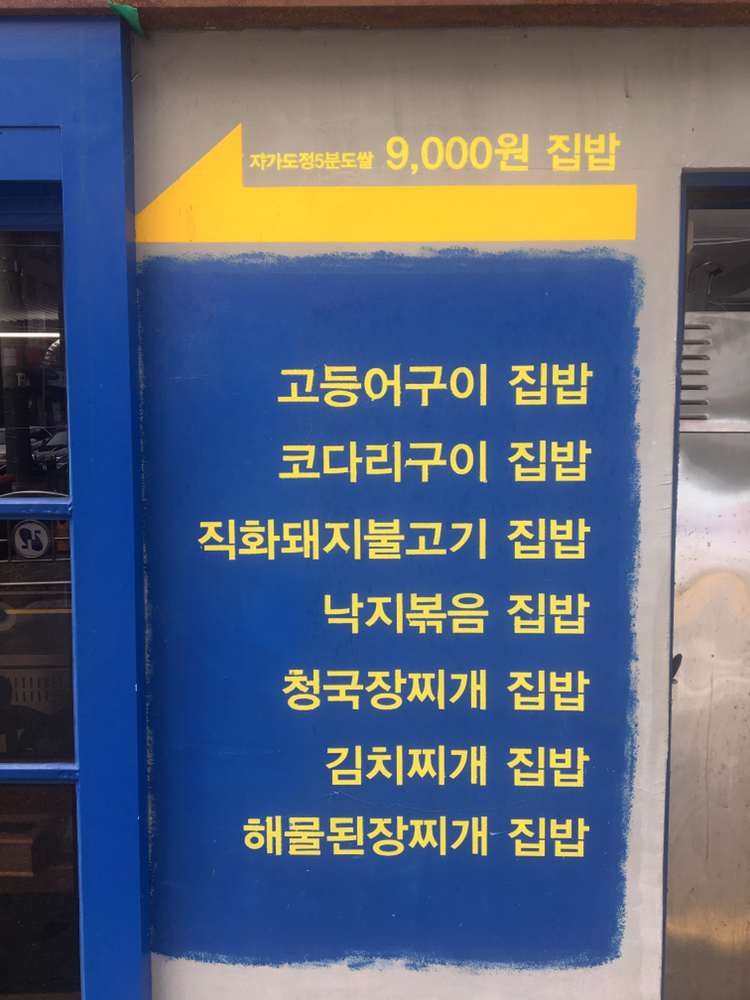 자가도정5분도쌀 9,000원 집밥
고등어구이 집밥
코다리구이 집밥
직화돼지불고기 집밥
낙지볶음 집밥
청국장찌개 집밥
김치찌개 집밥
해물된장찌개 집밥